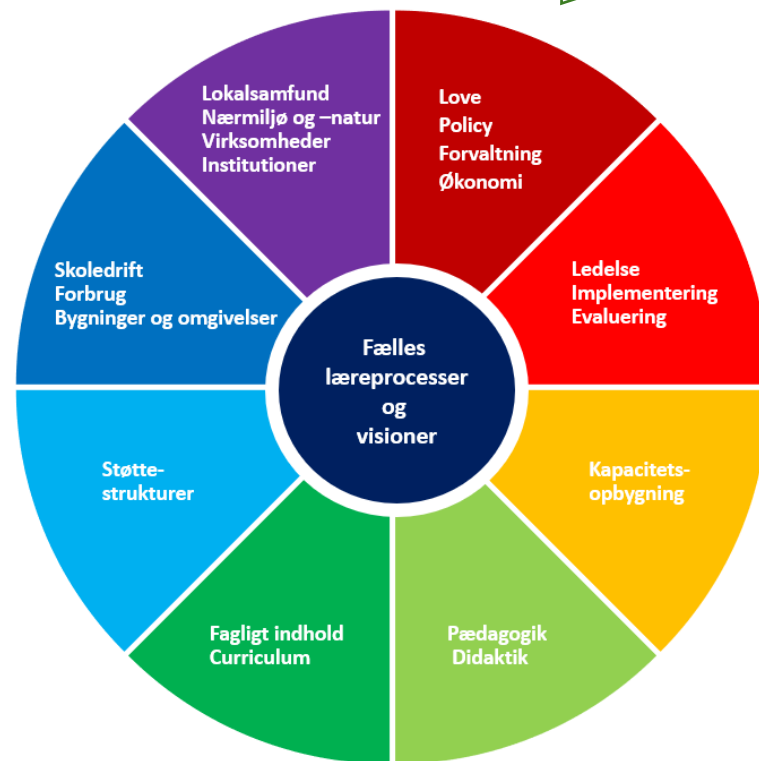 Lokalsamfund
Nærmiljø og –natur
Virksomheder
Institutioner
Love
Policy
Forvaltning
Økonomi
Skoledrift
Forbrug
Bygninger og omgivelser
Ledelse
Implementering
Evaluering
Fælles
læreprocesser
og
visioner
Støtte-
strukturer
Kapacitets-
opbygning
Fagligt indhold
Curriculum
Pædagogik
Didaktik